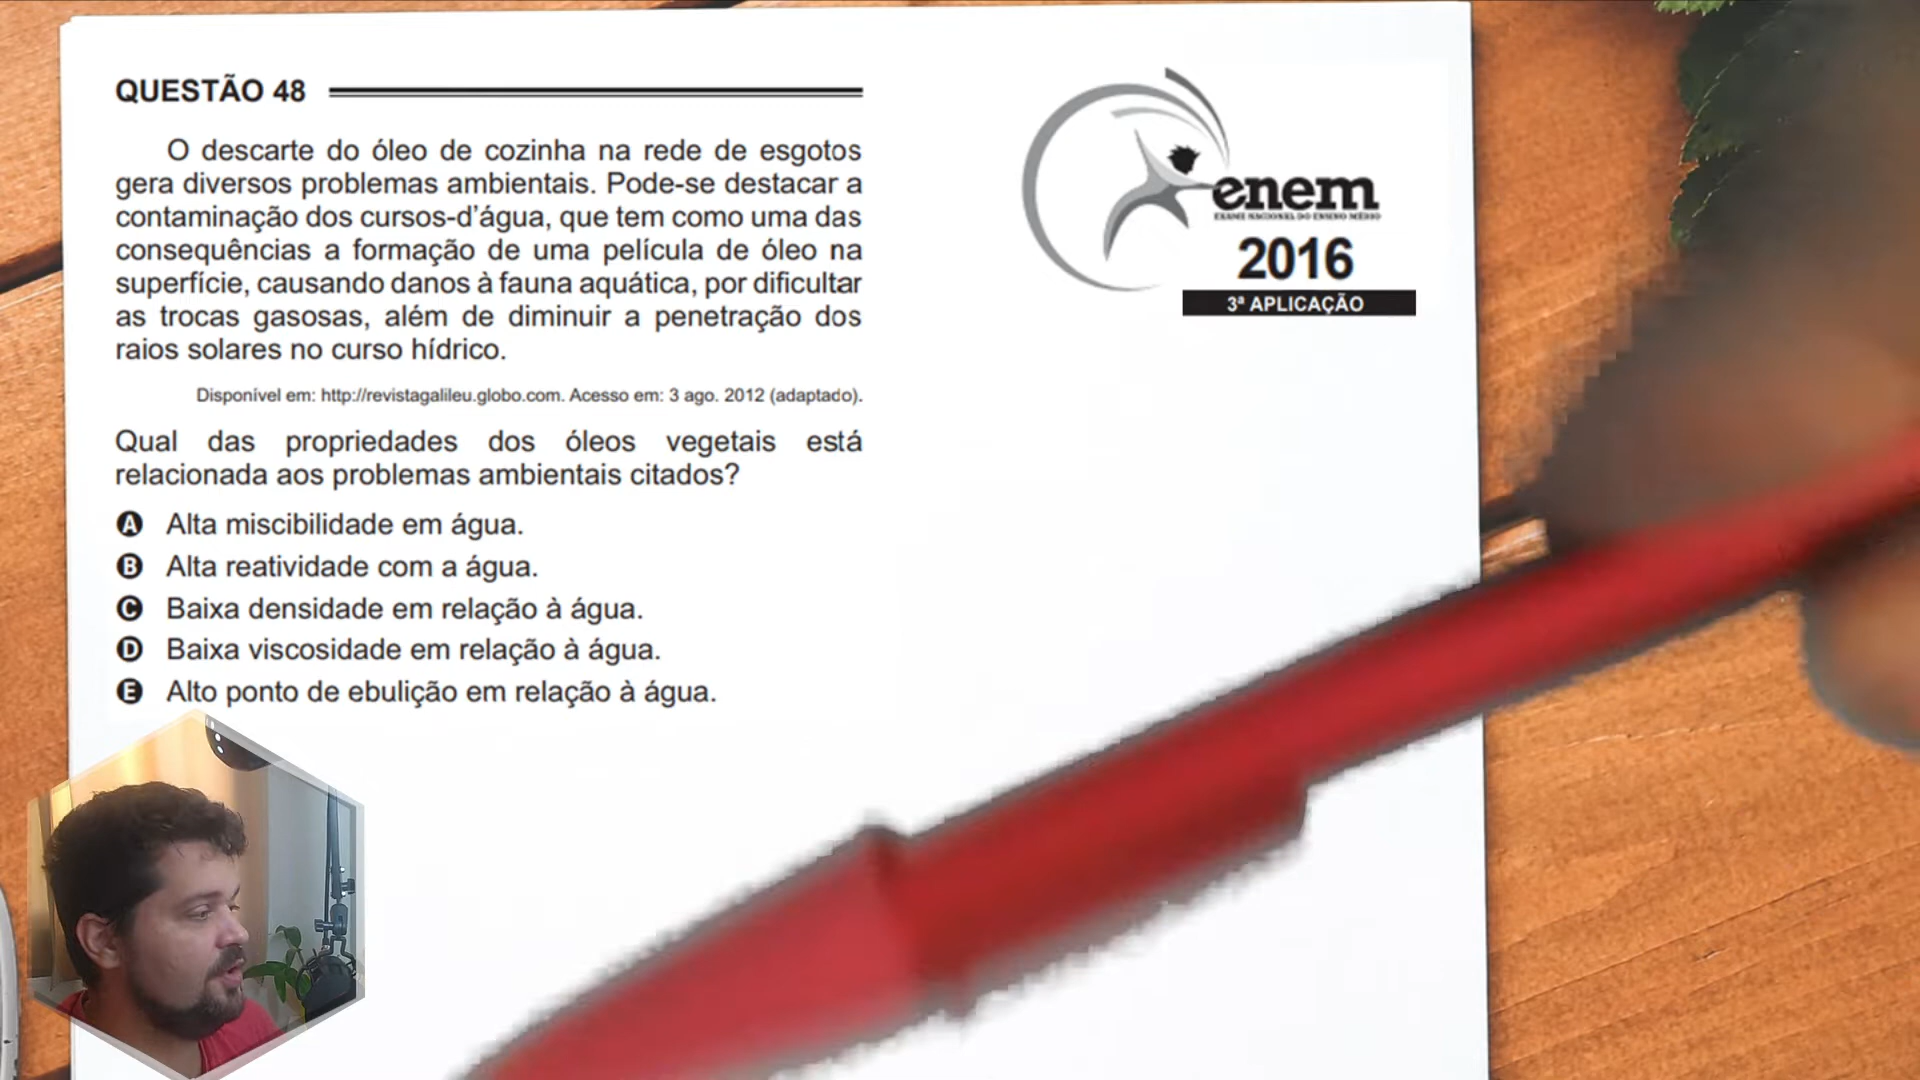 QUESTÃO 48
O descarte do óleo de cozinha na rede de esgotos
gera diversos problemas ambientais. Pode-se destacar a
contaminação dos cursos-d'água, que tem como uma das
consequências a formação de uma película de óleo na
superfície, causando danos à fauna aquática, por dificultar
as trocas gasosas, além de diminuir a penetração dos
raios solares no curso hídrico.
Disponível em: http://revistagalileu.globo.com. Acesso em: 3 ago. 2012 (adaptado).
Qual das propriedades dos óleos vegetais está
relacionada aos problemas ambientais citados?
A Alta miscibilidade em água.
B Alta reatividade com a água.
C Baixa densidade em relação à água.
D Baixa viscosidade em relação à água.
E Alto ponto de ebulição em relação à água.
enem
EXAME NACIONAL DO ENSINO MÉDIO
2016
3ª APLICAÇÃO